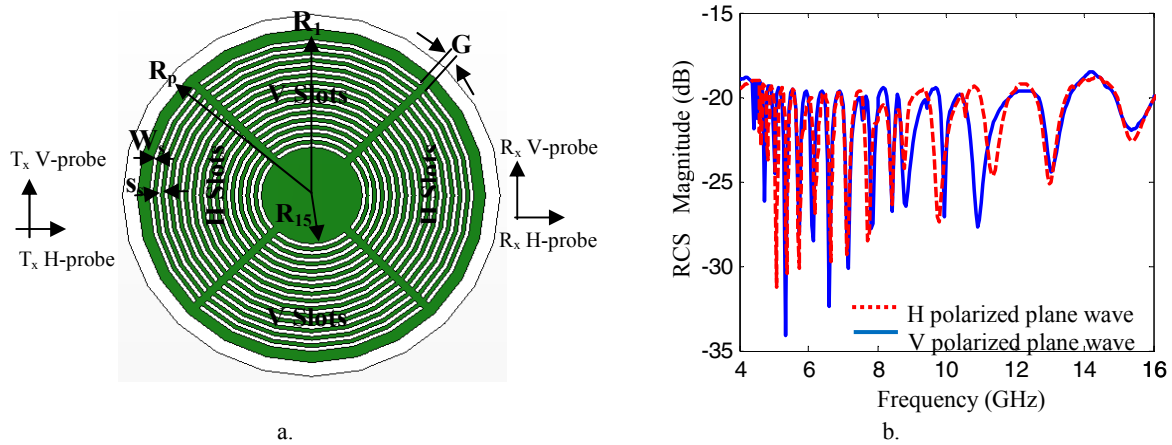 R1
G
Rp
V Slots
W
Tx V-probe
s
H Slots
H Slots
Rx V-probe
R15
Tx H-probe
Rx H-probe
V Slots
a.
RCS Magnitude (dB)
-15
-20
-25
-30
-35
H polarized plane wave
V polarized plane wave
4 6 8 10 12 14 16
Frequency (GHz)
b.